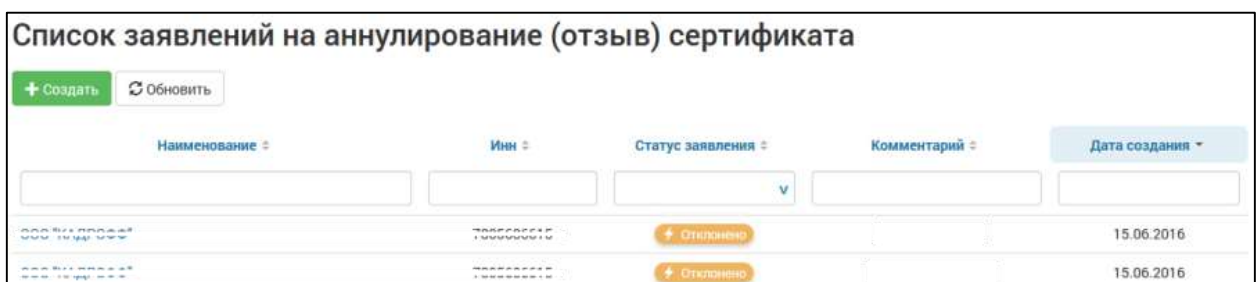 Список заявлений на аннулирование (отзыв) сертификата
Создать Обновить
Наименование Инн Статус заявления Комментарий Дата создания
v
Отклонено 15.06.2016
Отклонено 15.06.2016